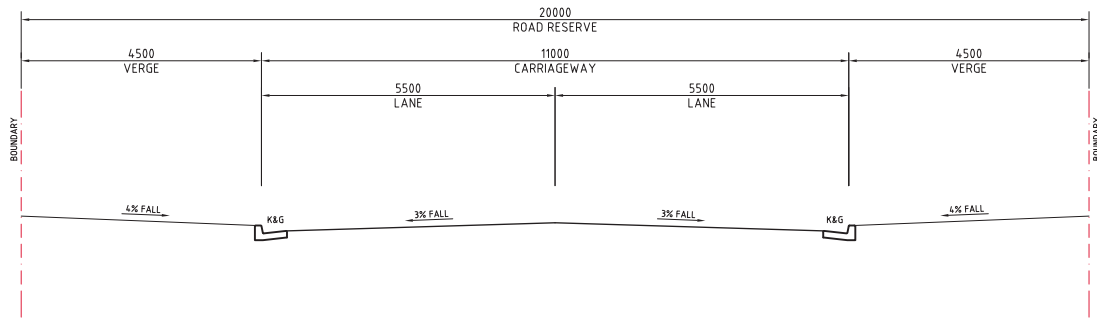 20000
ROAD RESERVE
4500
VERGE
11000
CARRIAGEWAY
4500
VERGE
5500
LANE
5500
LANE
BOUNDARY
BOUNDARY
4% FALL
K&G
3% FALL
3% FALL
K&G
4% FALL